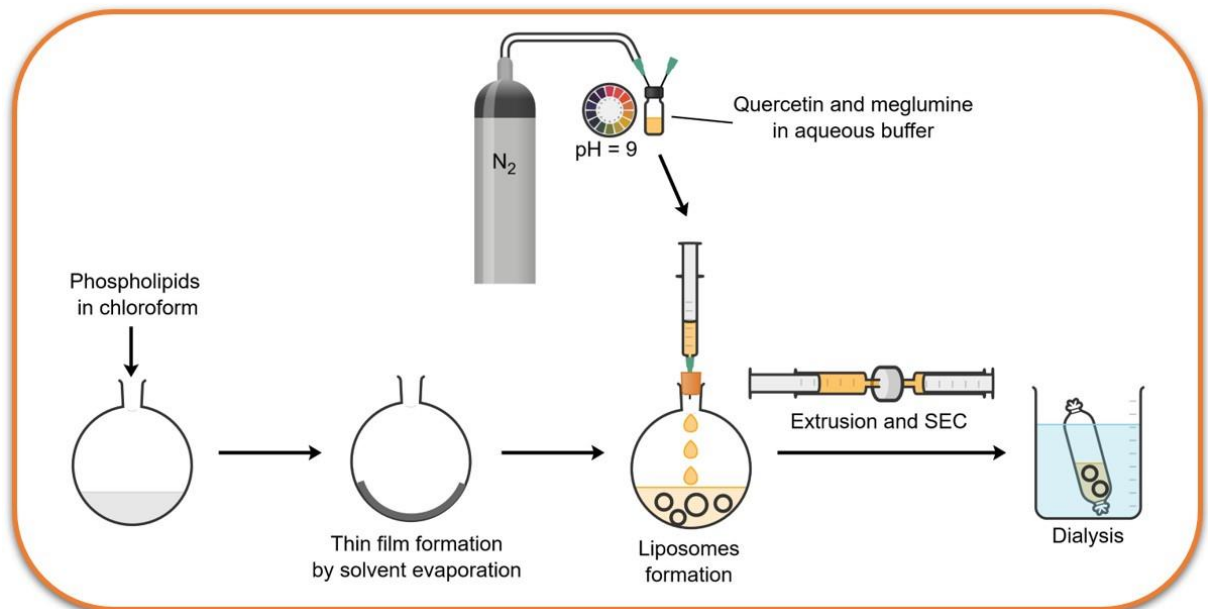 N₂
pH = 9
Quercetin and meglumine
in aqueous buffer
Phospholipids
in chloroform
Thin film formation
by solvent evaporation
Liposomes
formation
Extrusion and SEC
Dialysis